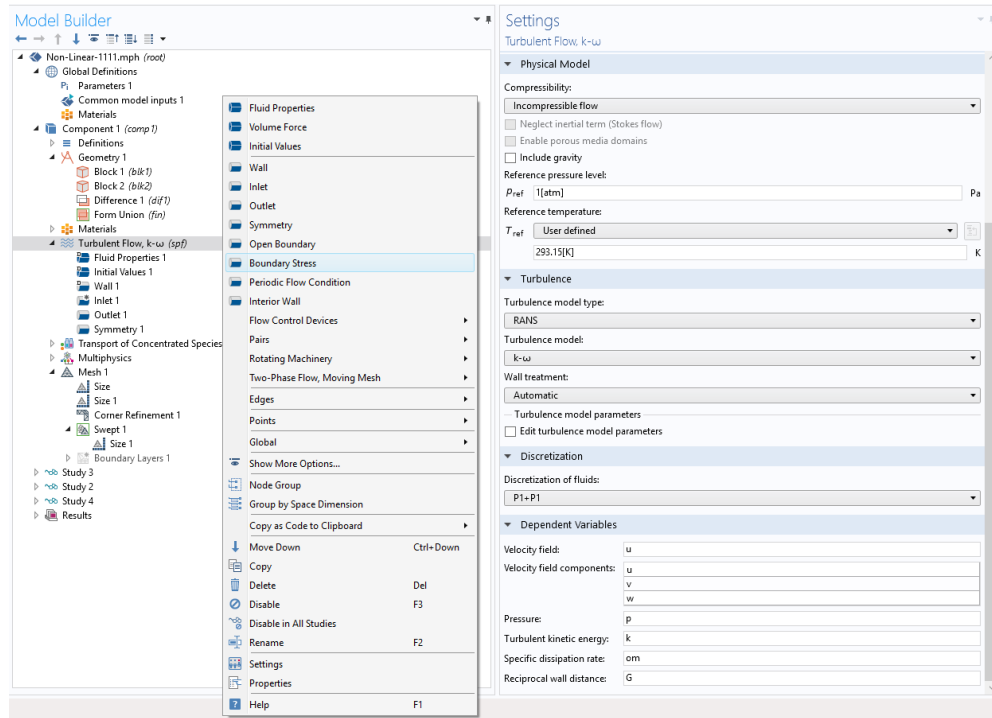 Model Builder
Non-Linear-1111.mph (root)
Global Definitions
Pi Parameters 1
Common model inputs 1
Materials
Component 1 (comp1)
Definitions
Geometry 1
Block 1 (blk1)
Block 2 (blk2)
Difference 1 (dif1)
Form Union (fin)
Materials
Turbulent Flow, k-ω (spf)
Fluid Properties 1
Initial Values 1
Wall 1
Inlet 1
Outlet 1
Symmetry 1
Transport of Concentrated Species
Multiphysics
Mesh 1
Size
Size 1
Corner Refinement 1
Swept 1
Size 1
Boundary Layers 1
Study 3
Study 2
Study 4
Results
Fluid Properties
Volume Force
Initial Values
Wall
Inlet
Outlet
Symmetry
Open Boundary
Boundary Stress
Periodic Flow Condition
Interior Wall
Flow Control Devices
Pairs
Rotating Machinery
Two-Phase Flow, Moving Mesh
Edges
Points
Global
Show More Options...
Node Group
Group by Space Dimension
Copy as Code to Clipboard
Move Down Ctrl+Down
Copy
Delete Del
Disable F3
Disable in All Studies
Rename F2
Settings
Properties
? Help F1
Settings
Turbulent Flow, k-ω
Physical Model
Compressibility:
Incompressible flow
Neglect inertial term (Stokes flow)
Enable porous media domains
Include gravity
Reference pressure level:
pref 1[atm] Pa
Reference temperature:
Tref User defined
293.15[K] K
Turbulence
Turbulence model type:
RANS
Turbulence model:
k-ω
Wall treatment:
Automatic
Turbulence model parameters
Edit turbulence model parameters
Discretization
Discretization of fluids:
P1+P1
Dependent Variables
Velocity field: u
Velocity field components: u
v
w
Pressure: p
Turbulent kinetic energy: k
Specific dissipation rate: om
Reciprocal wall distance: G